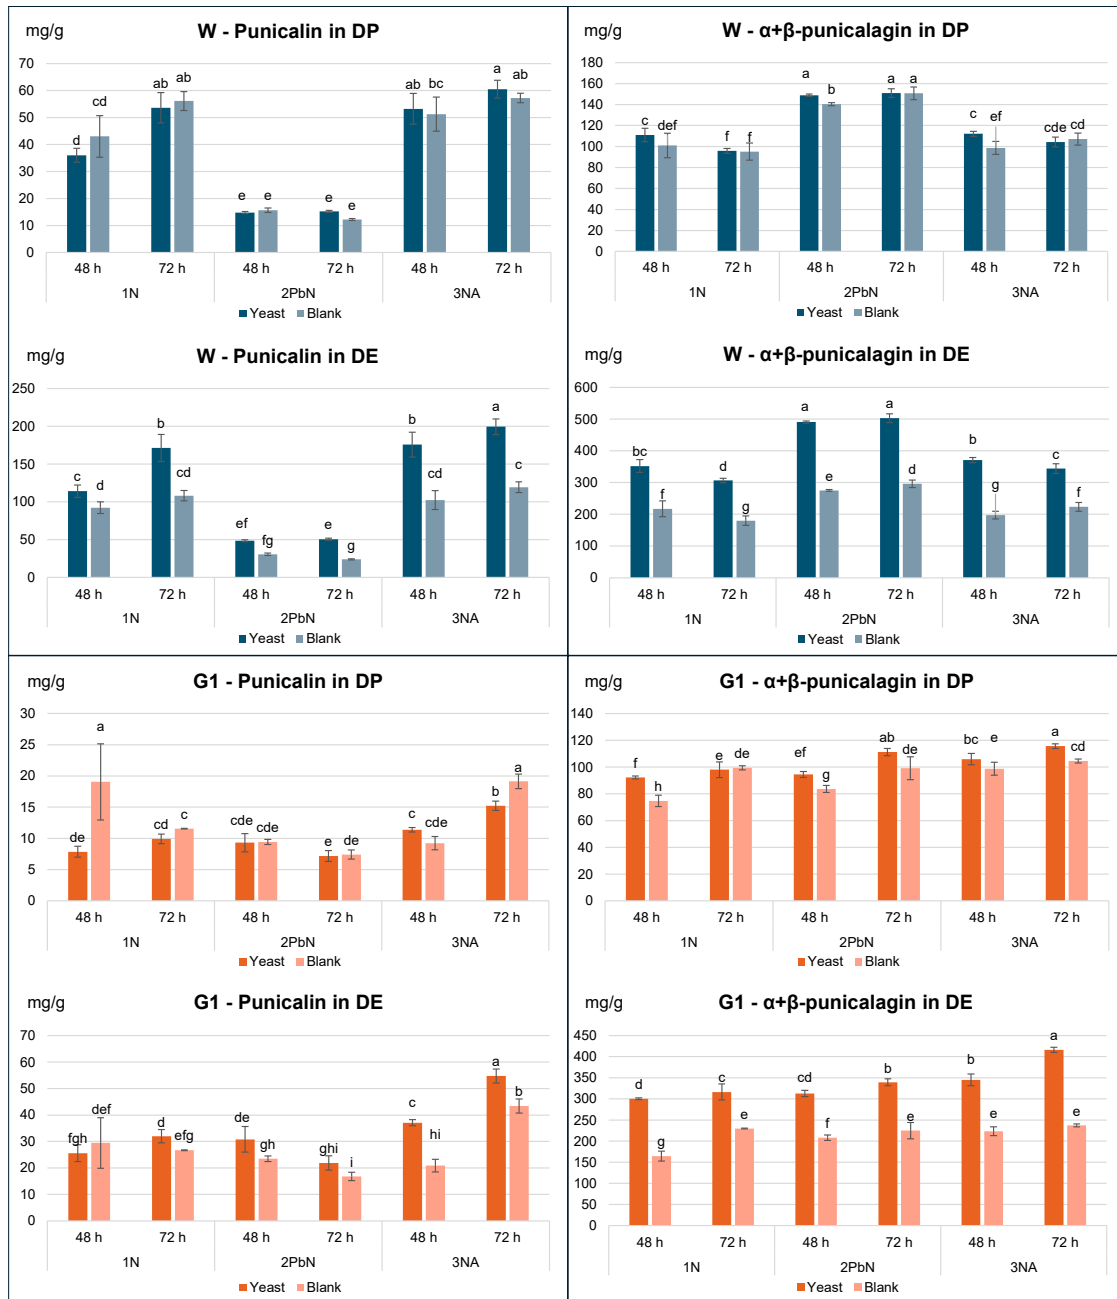 mg/g
W - Punicalin in DP
70
60
50
40
30
20
10
0
d
cd
ab
ab
e
e
e
e
ab
bc
a
ab
48 h
72 h
48 h
72 h
48 h
72 h
1N
2PbN
3NA
Yeast
Blank
mg/g
W - α+β-punicalagin in DP
180
160
140
120
100
80
60
40
20
0
c
def
f
f
a
b
a
a
c
ef
cde
cd
48 h
72 h
48 h
72 h
48 h
72 h
1N
2PbN
3NA
Yeast
Blank
mg/g
W - Punicalin in DE
250
200
150
100
50
0
c
d
b
cd
ef
fg
e
g
b
cd
a
c
48 h
72 h
48 h
72 h
48 h
72 h
1N
2PbN
3NA
Yeast
Blank
mg/g
W - α+β-punicalagin in DE
600
500
400
300
200
100
0
bc
f
d
g
a
e
a
d
b
g
c
f
48 h
72 h
48 h
72 h
48 h
72 h
1N
2PbN
3NA
Yeast
Blank
mg/g
G1 - Punicalin in DP
30
25
20
15
10
5
0
de
a
cd
c
cde
cde
e
de
c
cde
b
a
48 h
72 h
48 h
72 h
48 h
72 h
1N
2PbN
3NA
Yeast
Blank
mg/g
G1 - α+β-punicalagin in DP
140
120
100
80
60
40
20
0
f
h
e
de
ef
g
ab
de
bc
e
a
cd
48 h
72 h
48 h
72 h
48 h
72 h
1N
2PbN
3NA
Yeast
Blank
mg/g
G1 - Punicalin in DE
70
60
50
40
30
20
10
0
fgh
def
d
efg
de
gh
ghi
i
c
hi
a
b
48 h
72 h
48 h
72 h
48 h
72 h
1N
2PbN
3NA
Yeast
Blank
mg/g
G1 - α+β-punicalagin in DE
450
400
350
300
250
200
150
100
50
0
d
g
c
e
cd
f
b
e
b
e
a
e
48 h
72 h
48 h
72 h
48 h
72 h
1N
2PbN
3NA
Yeast
Blank